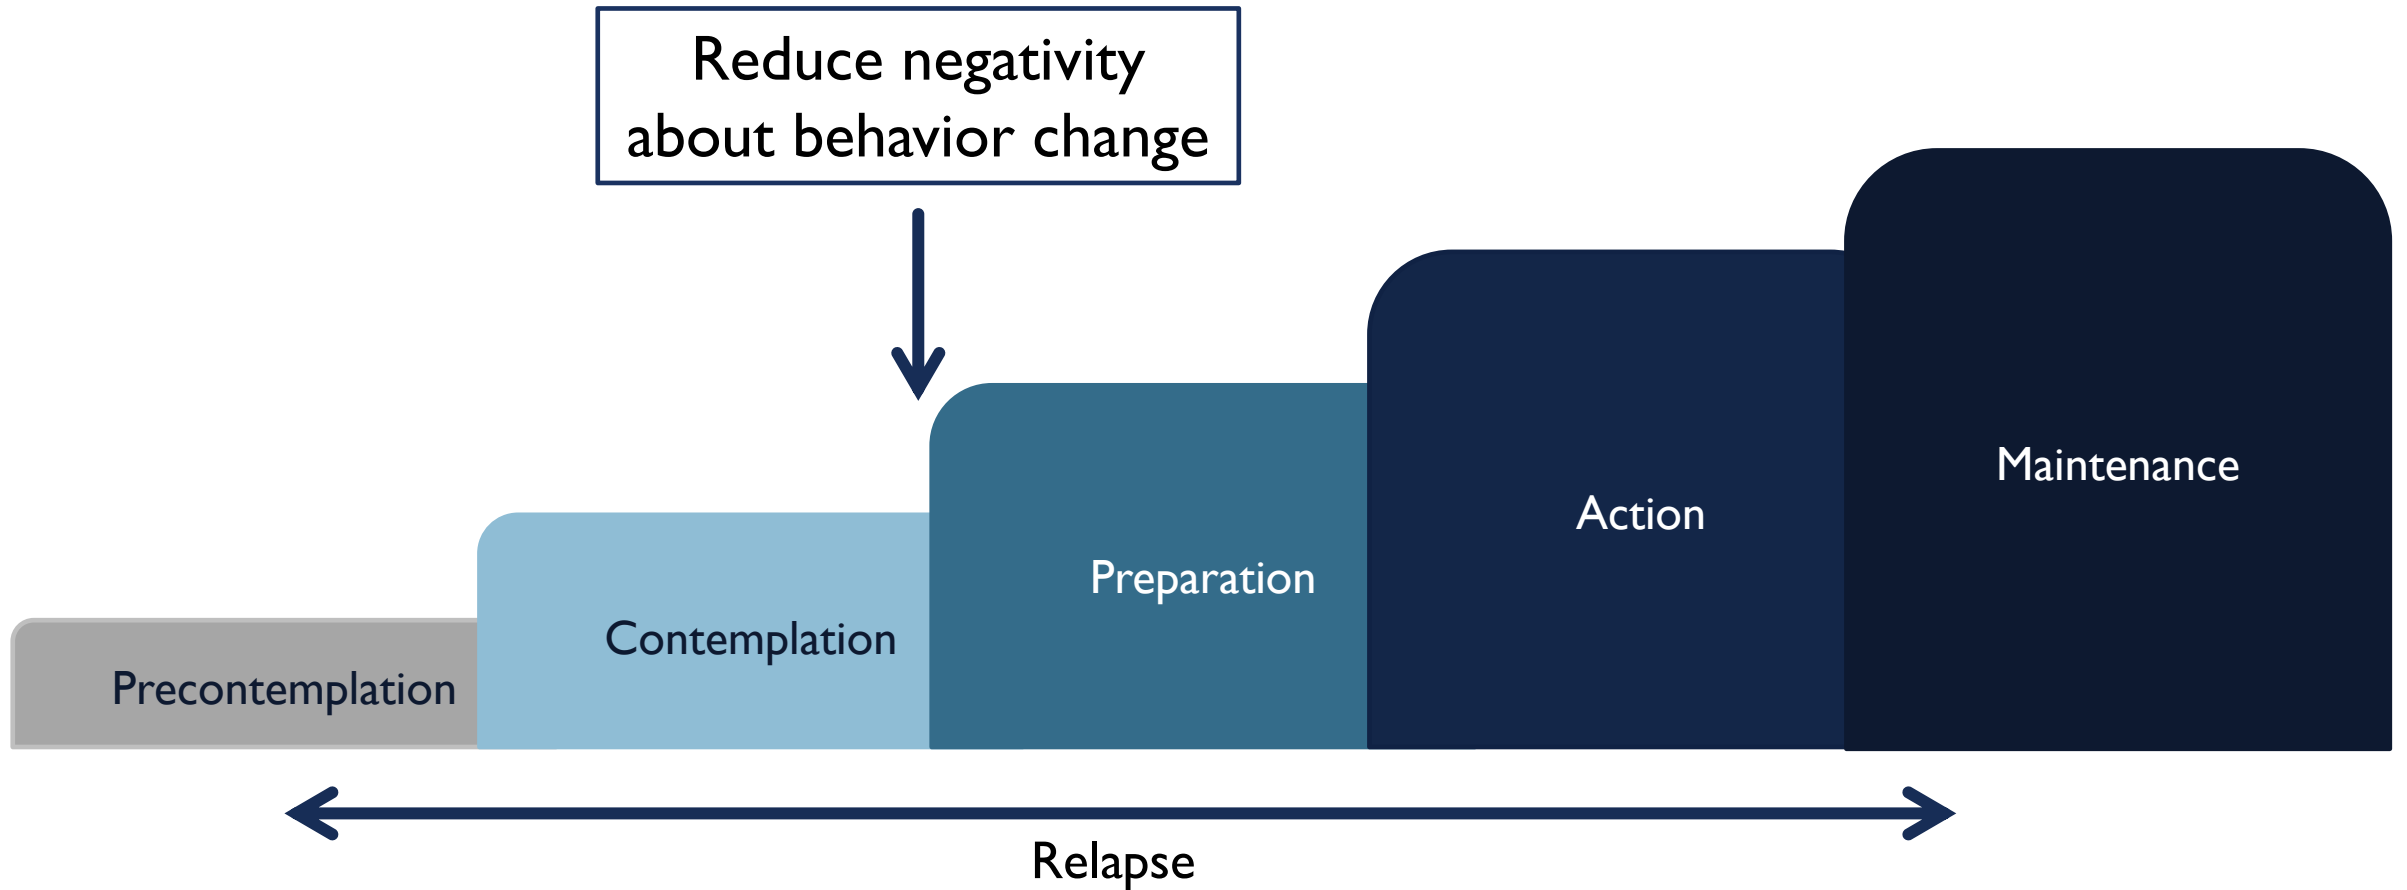 Reduce negativity
about behavior change
Precontemplation
Contemplation
Preparation
Action
Maintenance
Relapse